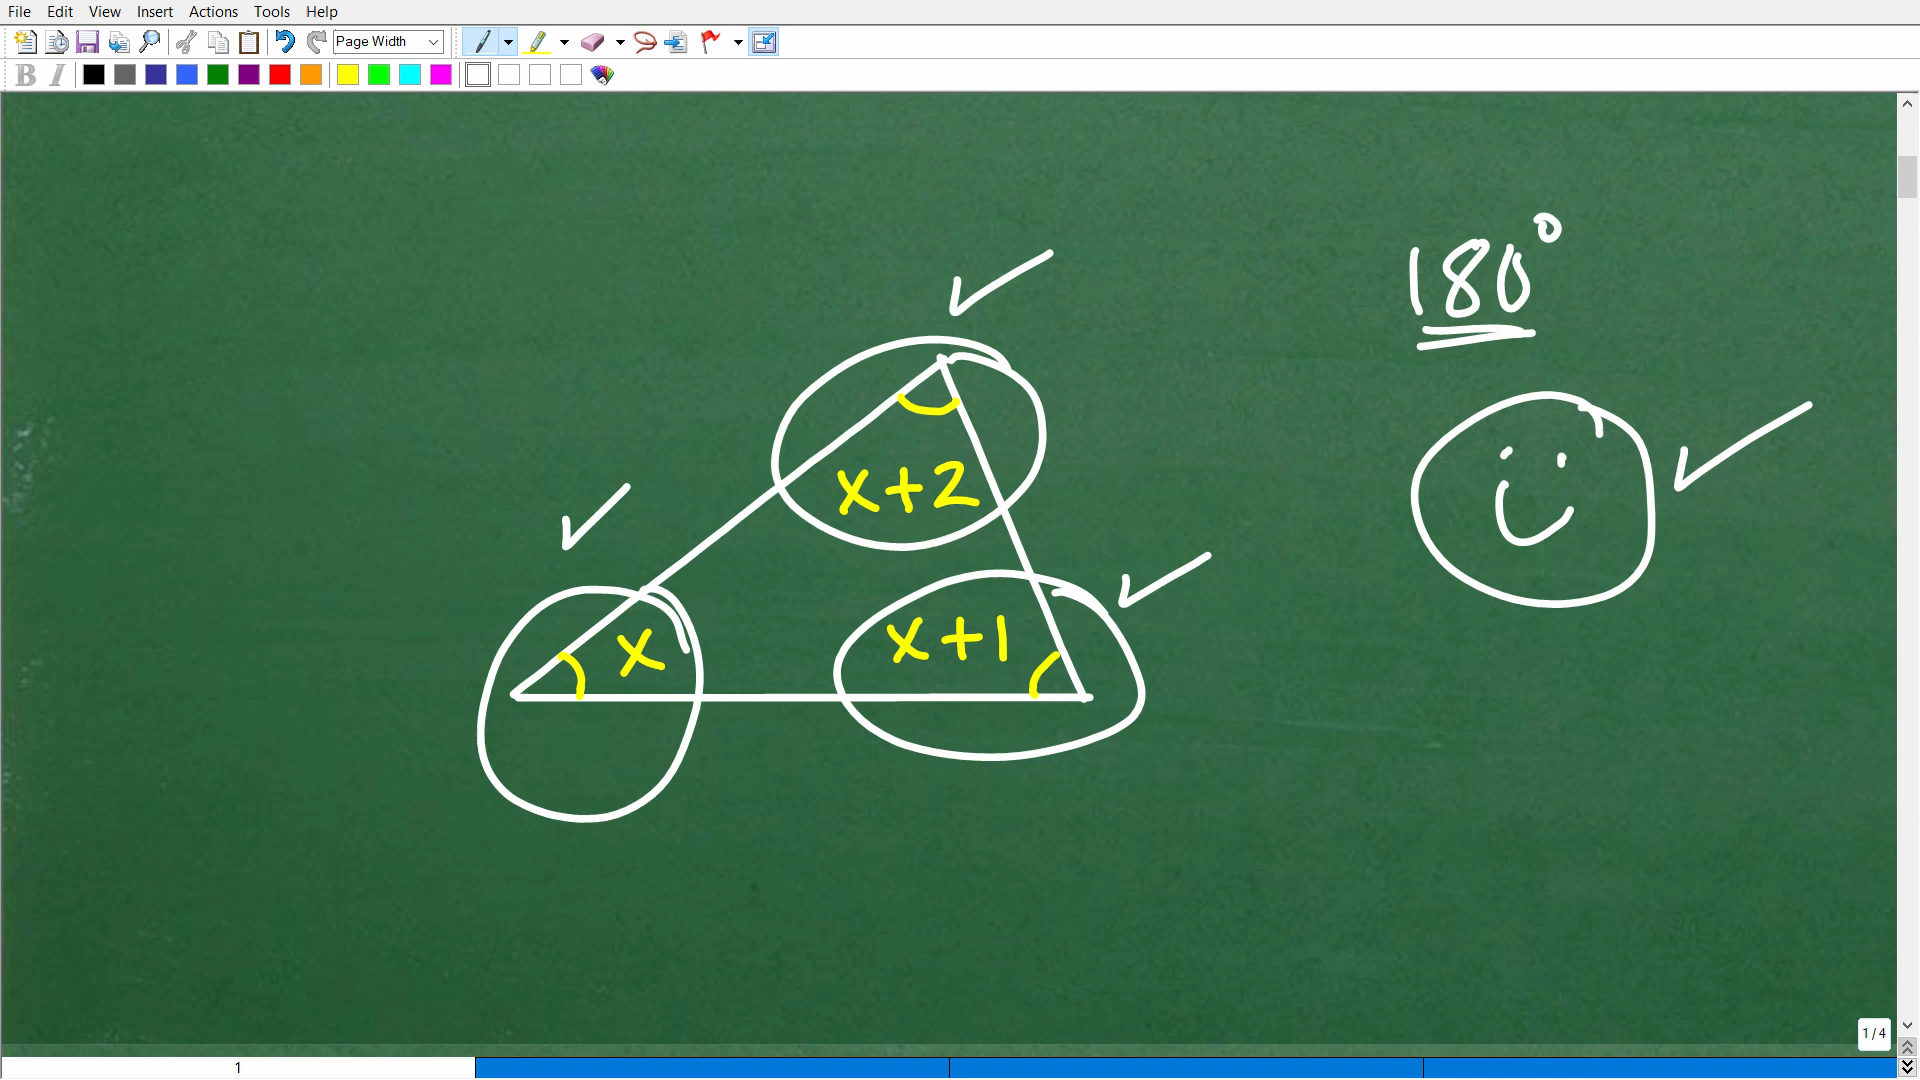 File Edit View Insert Actions Tools Help
Page Width
B I
180°
x+2
x
x+1
1 / 4
1